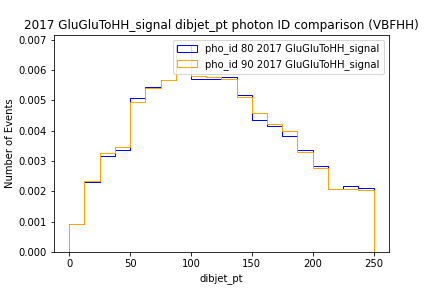 2017 GluGluToHH_signal dibjet_pt photon ID comparison (VBFHH)
pho_id 80 2017 GluGluToHH_signal
pho_id 90 2017 GluGluToHH_signal
Number of Events
0.007
0.006
0.005
0.004
0.003
0.002
0.001
0.000
0 50 100 150 200 250
dibjet_pt